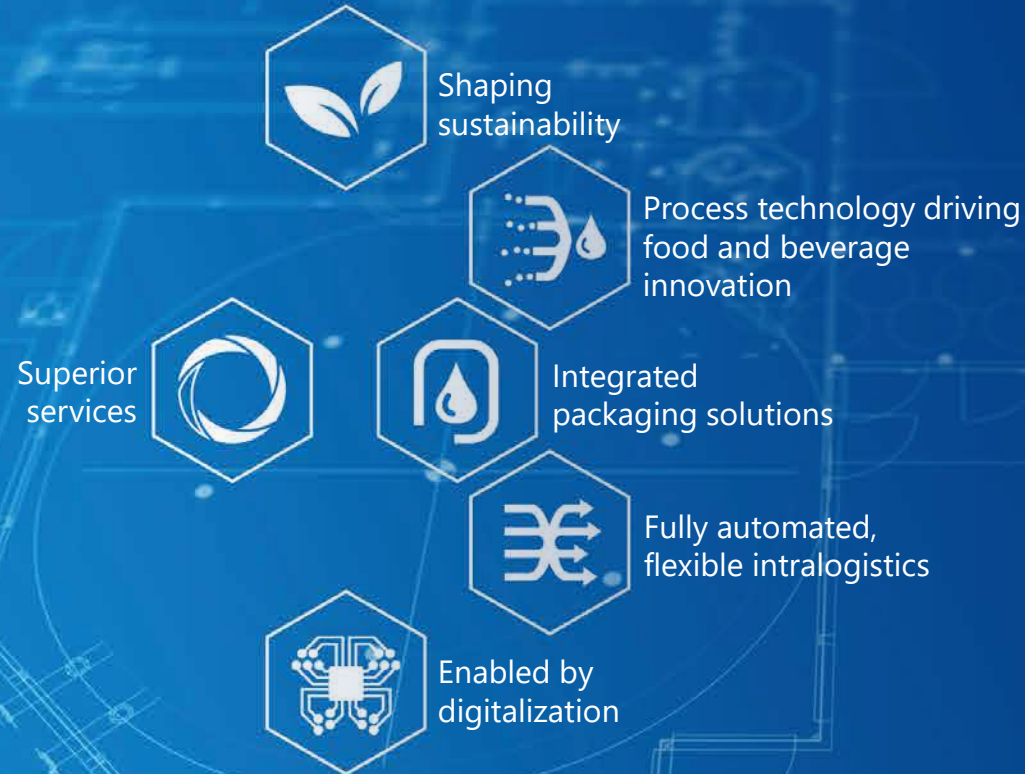 Shaping
sustainability
Process technology driving
food and beverage
innovation
Superior
services
Integrated
packaging solutions
Fully automated,
flexible intralogistics
Enabled by
digitalization